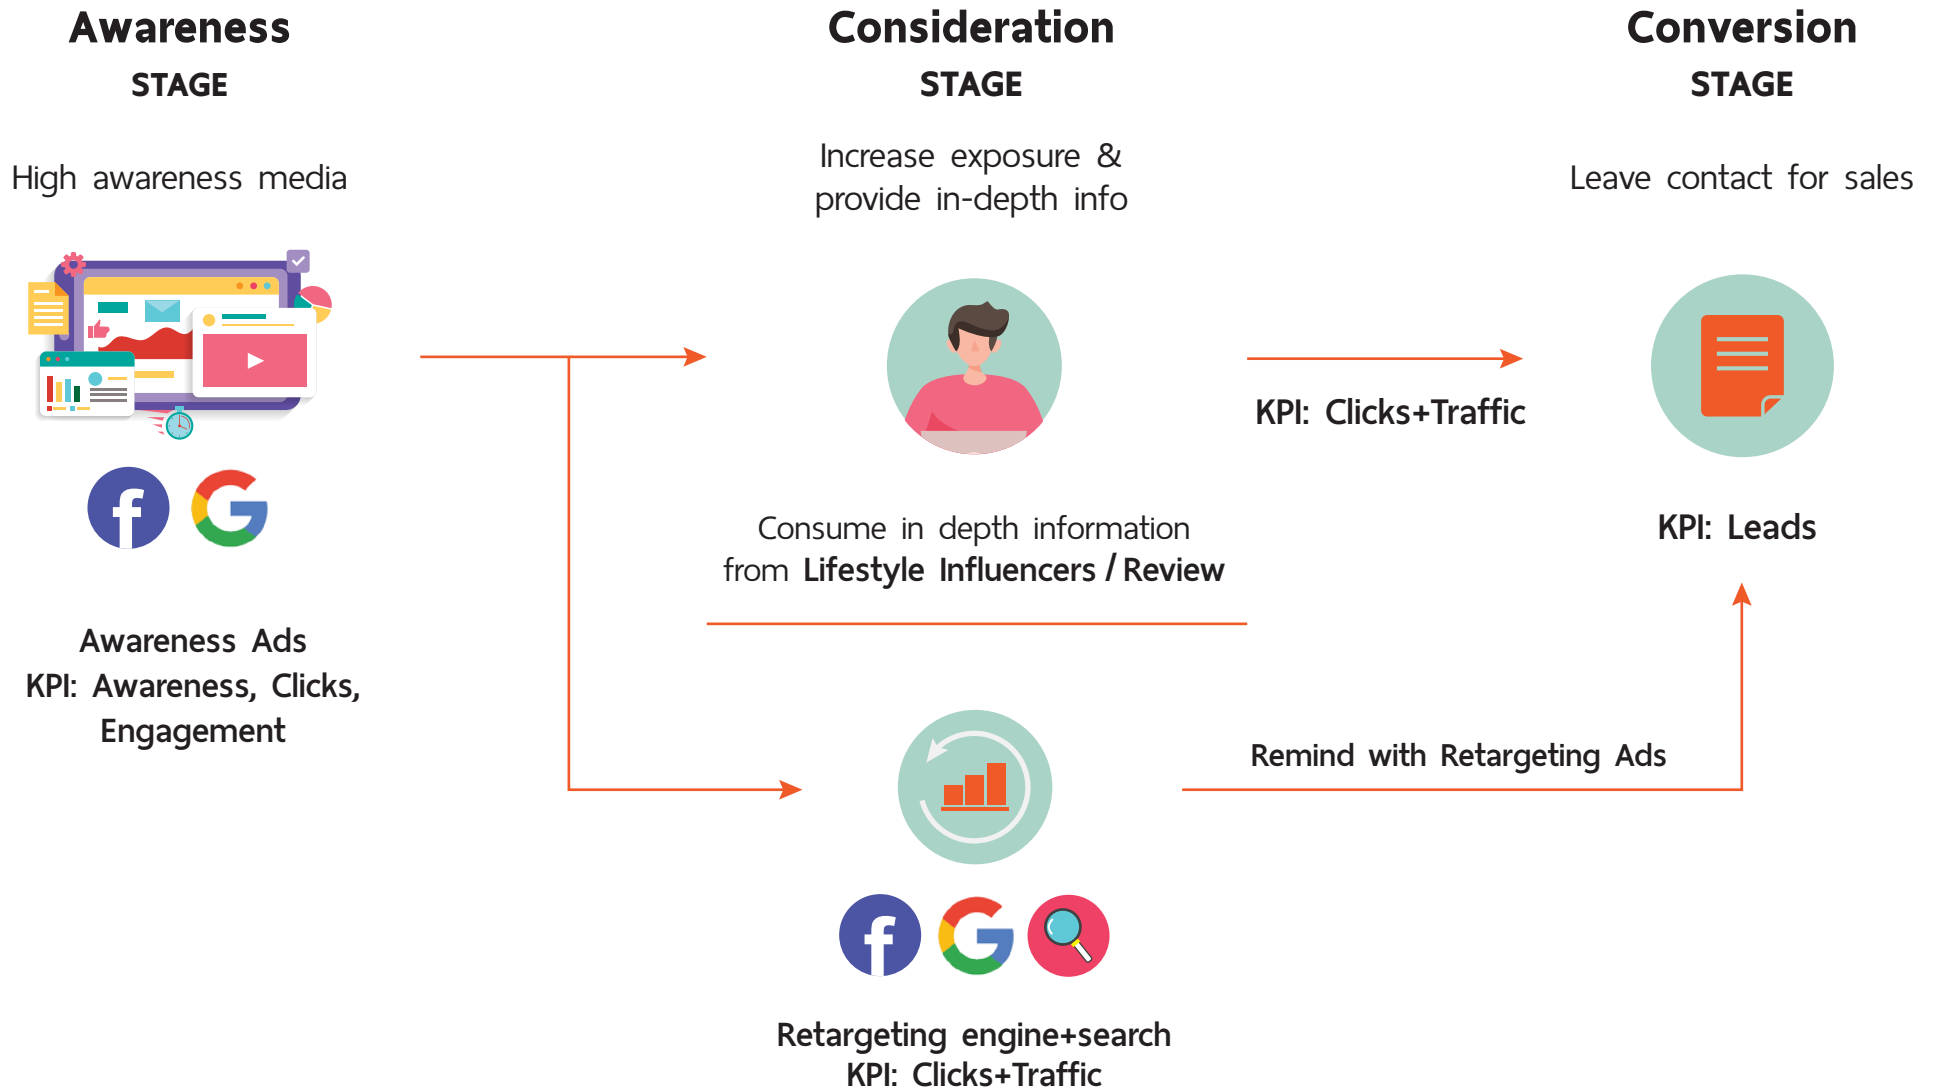 Awareness
STAGE
High awareness media
Awareness Ads
KPI: Awareness, Clicks,
Engagement
Consideration
STAGE
Increase exposure &
provide in-depth info
Consume in depth information
from Lifestyle Influencers / Review
KPI: Clicks+Traffic
Retargeting engine+search
KPI: Clicks+Traffic
Remind with Retargeting Ads
Conversion
STAGE
Leave contact for sales
KPI: Leads